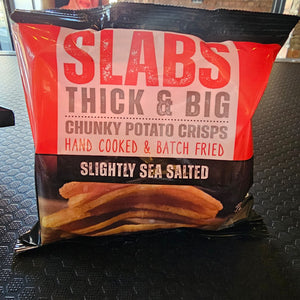 SLABS
THICK & BIG
CHUNKY POTATO CRISPS
HAND COOKED & BATCH FRIED
SLIGHTLY SEA SALTED